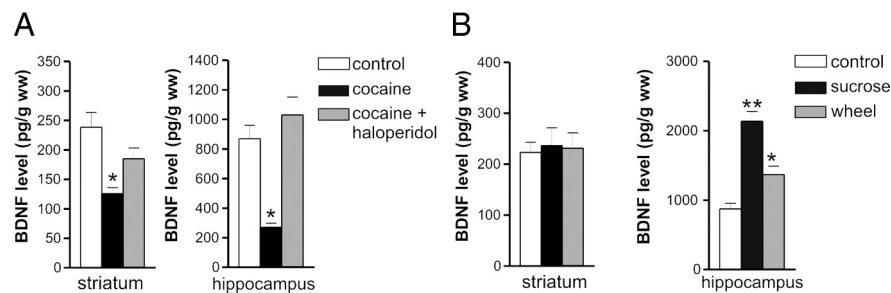 A
BDNF level (pg/g ww)
350
300
250
200
150
100
50
0
*
striatum
BDNF level (pg/g ww)
1400
1200
1000
800
600
400
200
0
*
hippocampus
control
cocaine
cocaine +
haloperidol
B
BDNF level (pg/g ww)
400
300
200
100
0
striatum
BDNF level (pg/g ww)
3000
2000
1000
0
**
*
hippocampus
control
sucrose
wheel